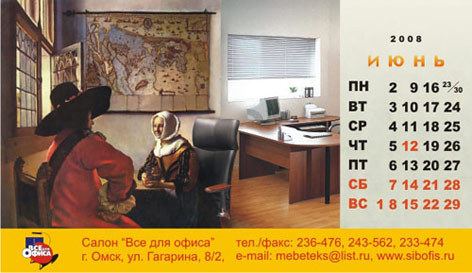 2008
ИЮНЬ
ПН 2 9 16 23/30
ВТ 3 10 17 24
СР 4 11 18 25
ЧТ 5 12 19 26
ПТ 6 13 20 27
СБ 7 14 21 28
ВС 1 8 15 22 29
ВСЕ для ОФИСА
Салон "Все для офиса" тел./факс: 236-476, 243-562, 233-474
г. Омск, ул. Гагарина, 8/2, e-mail: mebeteks@list.ru, www.sibofis.ru